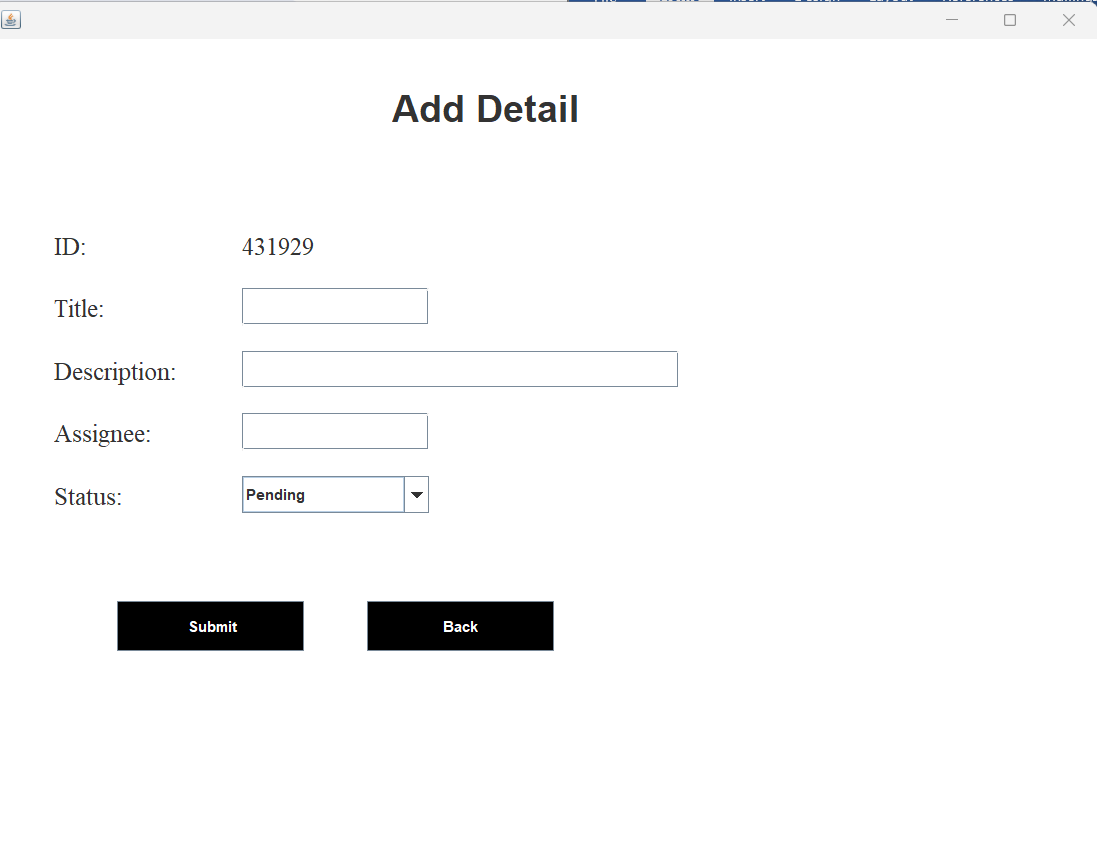 Add Detail
ID: 431929
Title:
Description:
Assignee:
Status: Pending
Submit Back